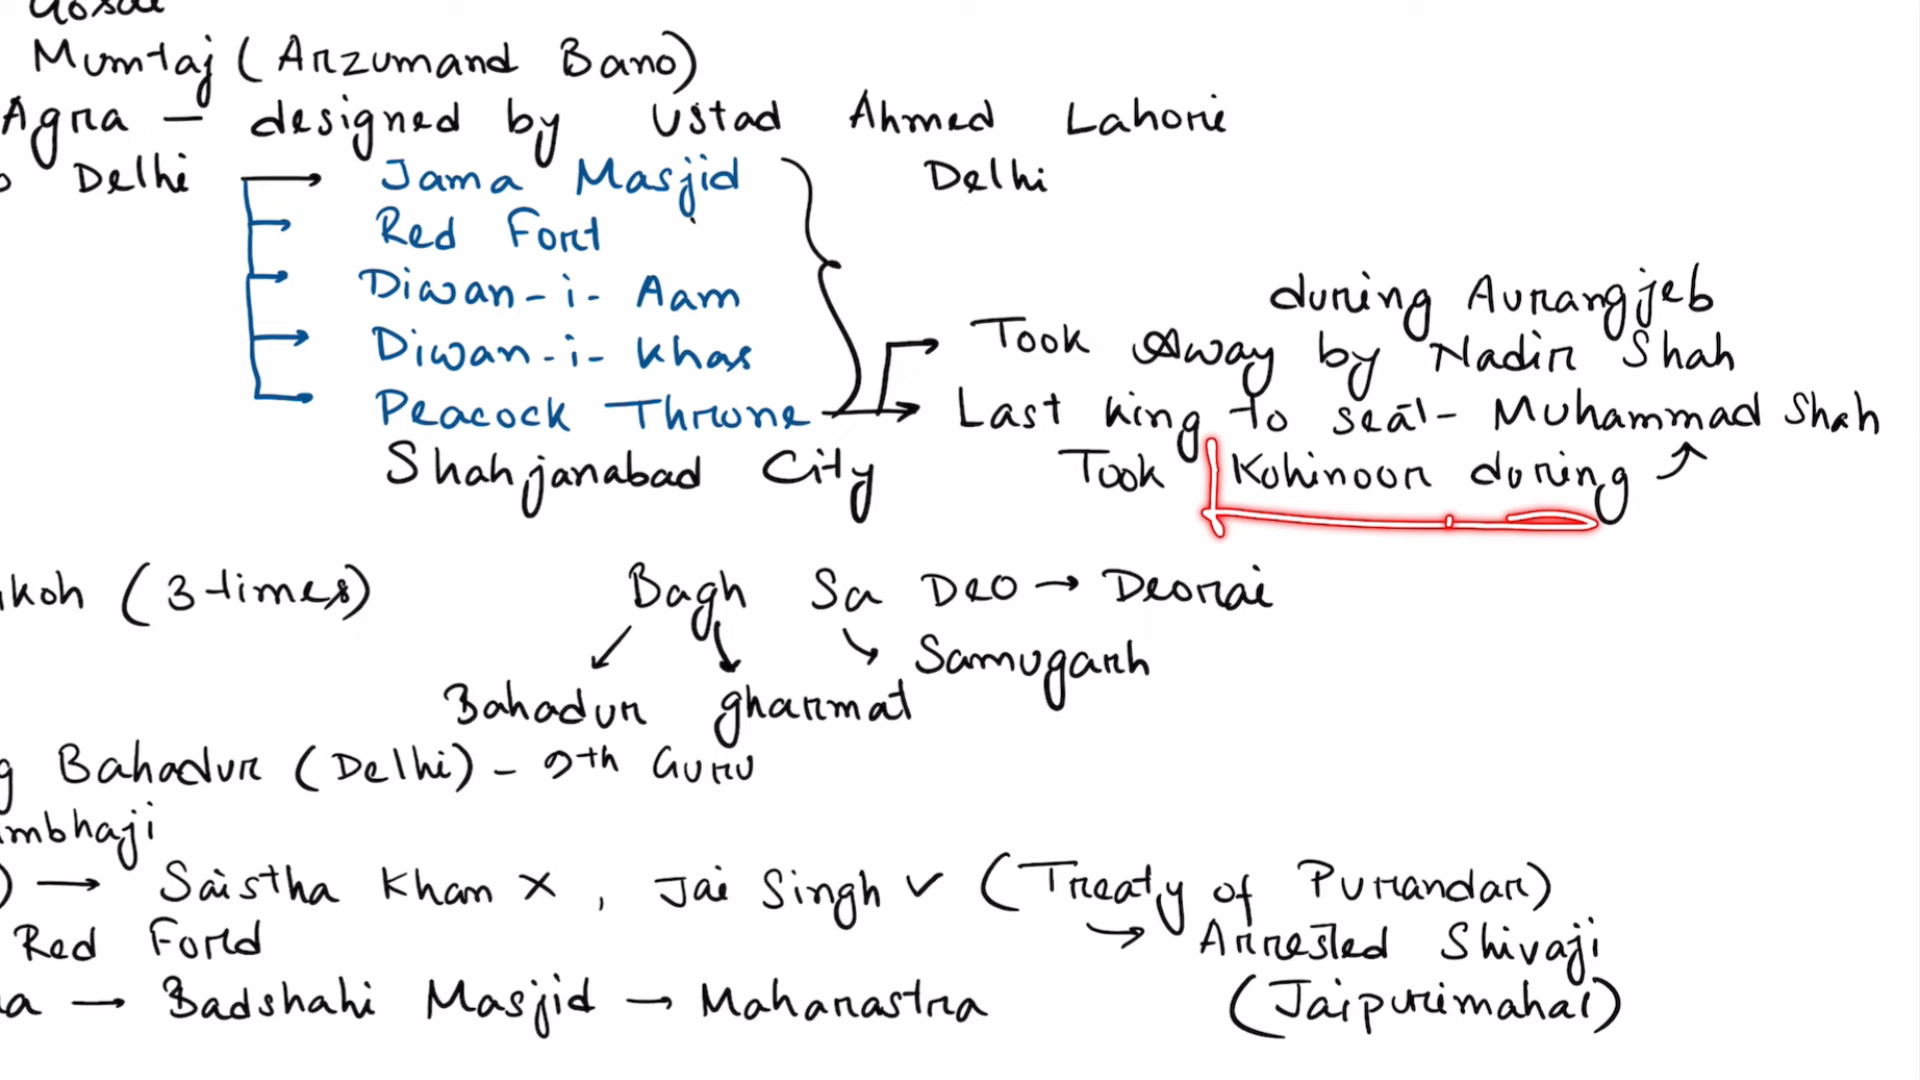 Mumtaj (Arzumand Bano)
Agra — designed by Ustad Ahmed Lahorie
Delhi → Jama Masjid Delhi
→ Red Fort
→ Diwan-i-Aam during Aurangjeb
→ Diwan-i-Khas → Took Away by Nadir Shah
→ Peacock Throne → Last king to seat - Muhammad Shah
Shahjanabad City Took Kohinoor during ↗
ikoh (3 times) Bagh Sa Deo → Deorai
Samugarh
Bahadur gharmat
g Bahadur (Delhi) - 9th Guru
mbhaji
) → Saistha Khan X , Jai Singh ✓ (Treaty of Purandar)
Red Ford → Arrested Shivaji
a → Badshahi Masjid → Maharastra (Jaipurimahal)